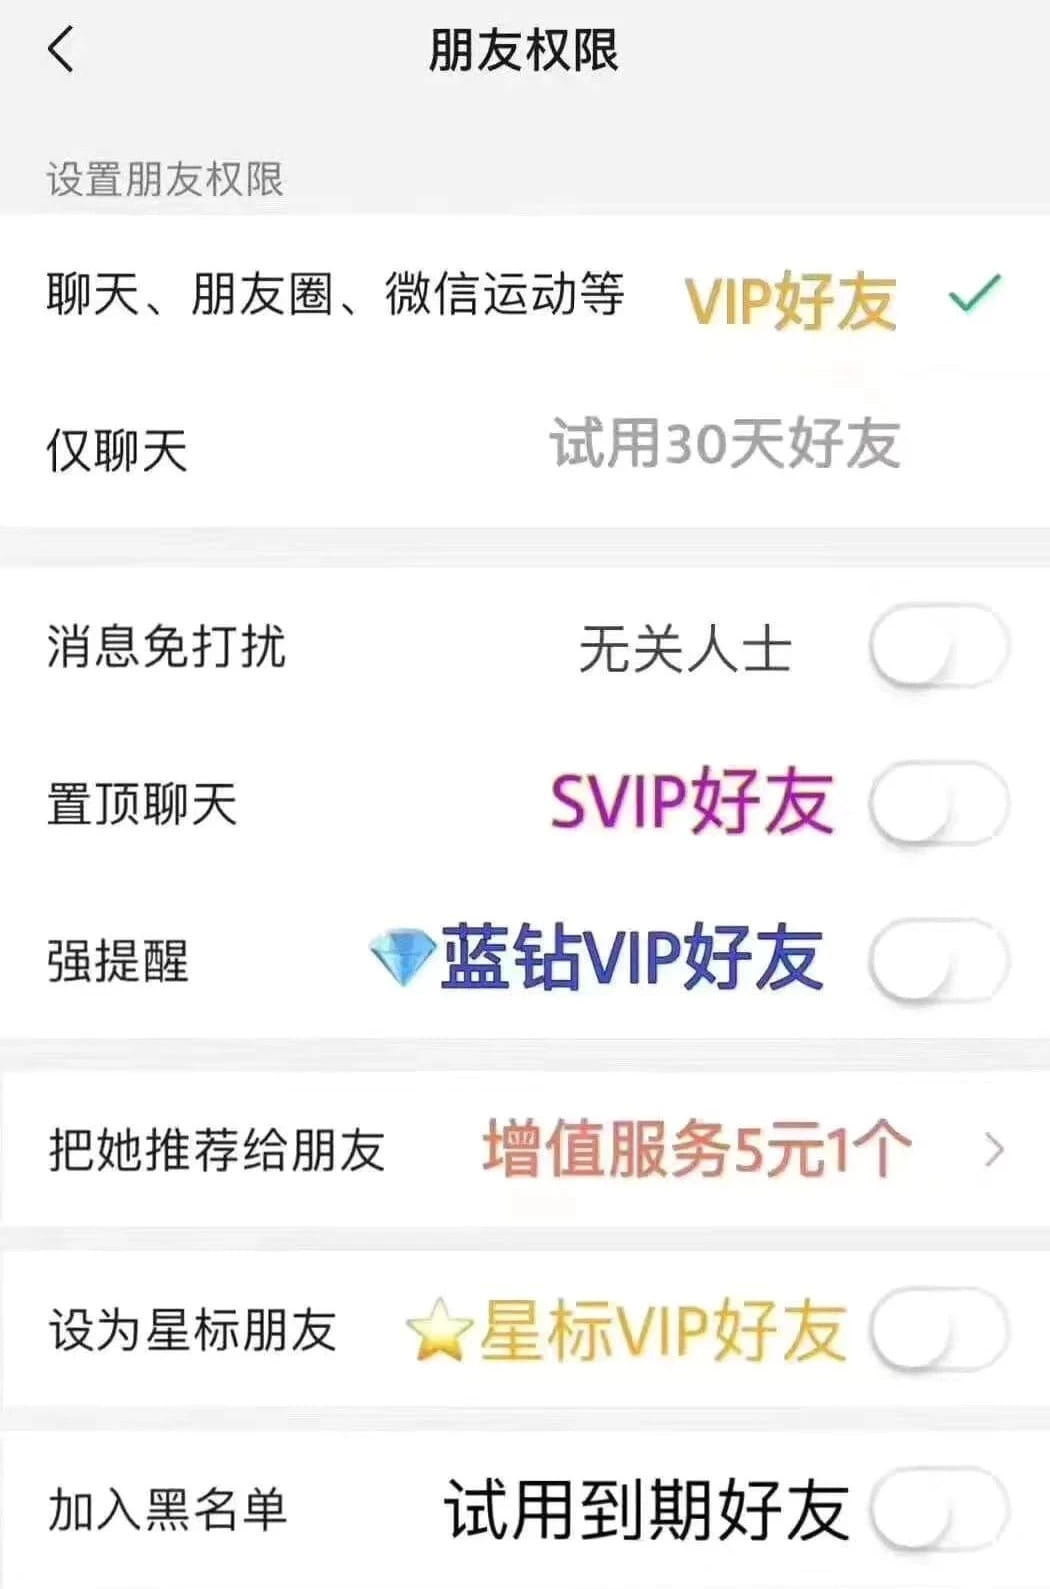 朋友权限
设置朋友权限
聊天、朋友圈、微信运动等 VIP好友
仅聊天 试用30天好友
消息免打扰 无关人士
置顶聊天 SVIP好友
强提醒 蓝钻VIP好友
把她推荐给朋友 增值服务5元1个
设为星标朋友 星标VIP好友
加入黑名单 试用到期好友